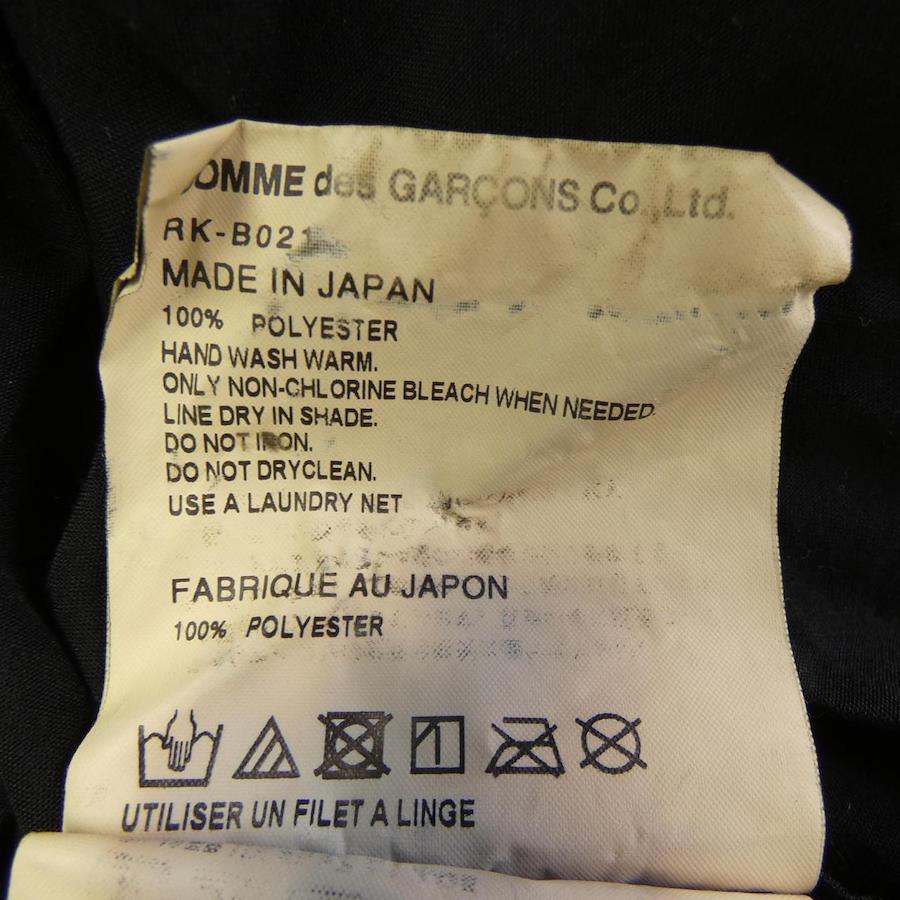 COMME des GARÇONS Co.,Ltd.
RK-B021
MADE IN JAPAN
100% POLYESTER
HAND WASH WARM.
ONLY NON-CHLORINE BLEACH WHEN NEEDED.
LINE DRY IN SHADE.
DO NOT IRON.
DO NOT DRYCLEAN.
USE A LAUNDRY NET
FABRIQUE AU JAPON
100% POLYESTER
UTILISER UN FILET A LINGE